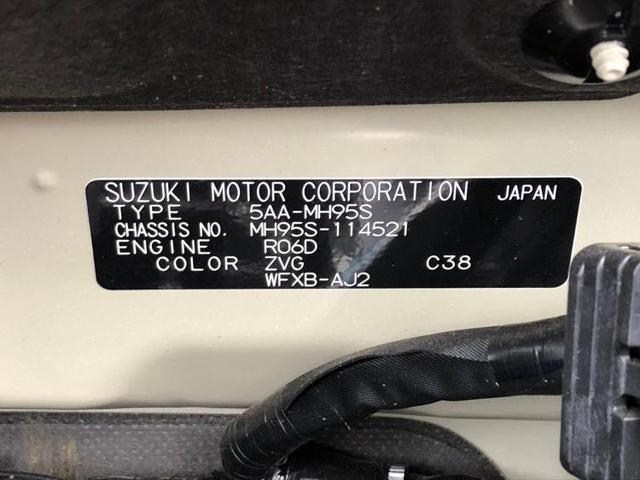 SUZUKI MOTOR CORPORATION JAPAN
TYPE 5AA-MH95S
CHASSIS NO. MH95S-114521
ENGINE R06D
COLOR ZVG C38
WFXB-AJ2